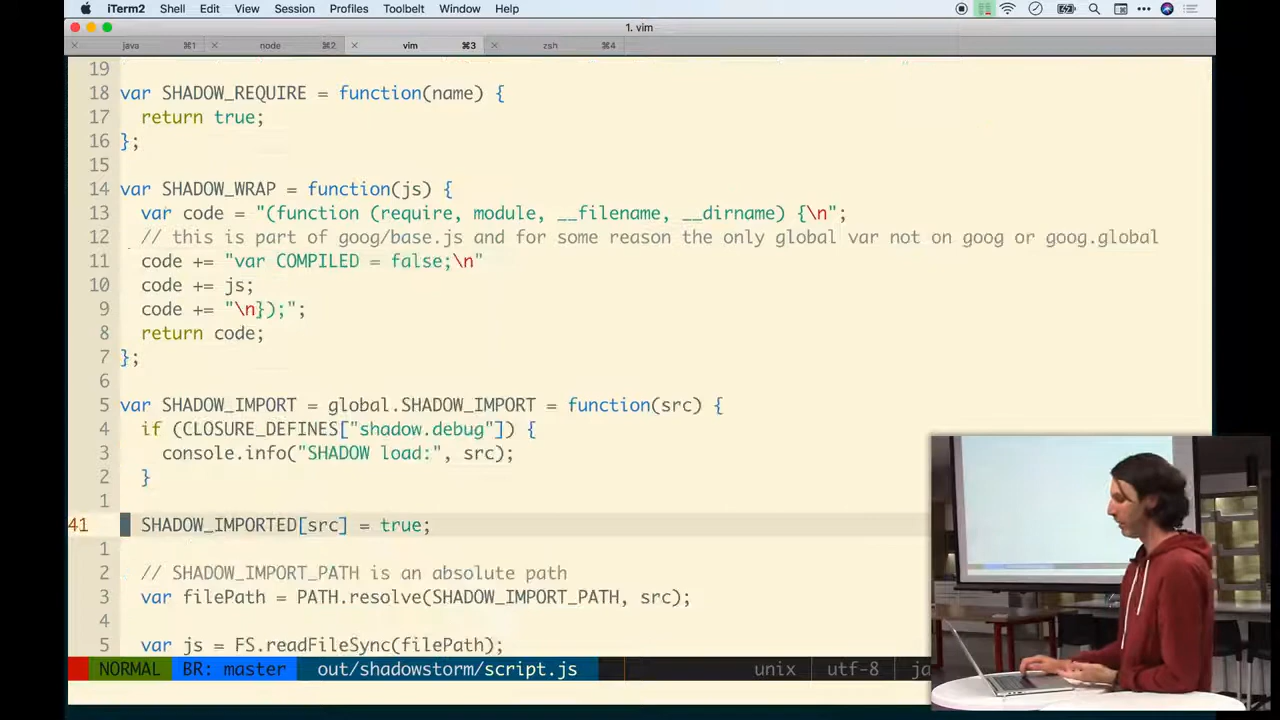 iTerm2 Shell Edit View Session Profiles Toolbelt Window Help
1. vim
java ⌘1 node ⌘2 vim ⌘3 zsh ⌘4
19
18 var SHADOW_REQUIRE = function(name) {
17 return true;
16 };
15
14 var SHADOW_WRAP = function(js) {
13 var code = "(function (require, module, __filename, __dirname) {\n";
12 // this is part of goog/base.js and for some reason the only global var not on goog or goog.global
11 code += "var COMPILED = false;\n"
10 code += js;
9 code += "\n});";
8 return code;
7 };
6
5 var SHADOW_IMPORT = global.SHADOW_IMPORT = function(src) {
4 if (CLOSURE_DEFINES["shadow.debug"]) {
3 console.info("SHADOW load:", src);
2 }
1
41 SHADOW_IMPORTED[src] = true;
1
2 // SHADOW_IMPORT_PATH is an absolute path
3 var filePath = PATH.resolve(SHADOW_IMPORT_PATH, src);
4
5 var js = FS.readFileSync(filePath);
NORMAL BR: master out/shadowstorm/script.js unix utf-8 ja